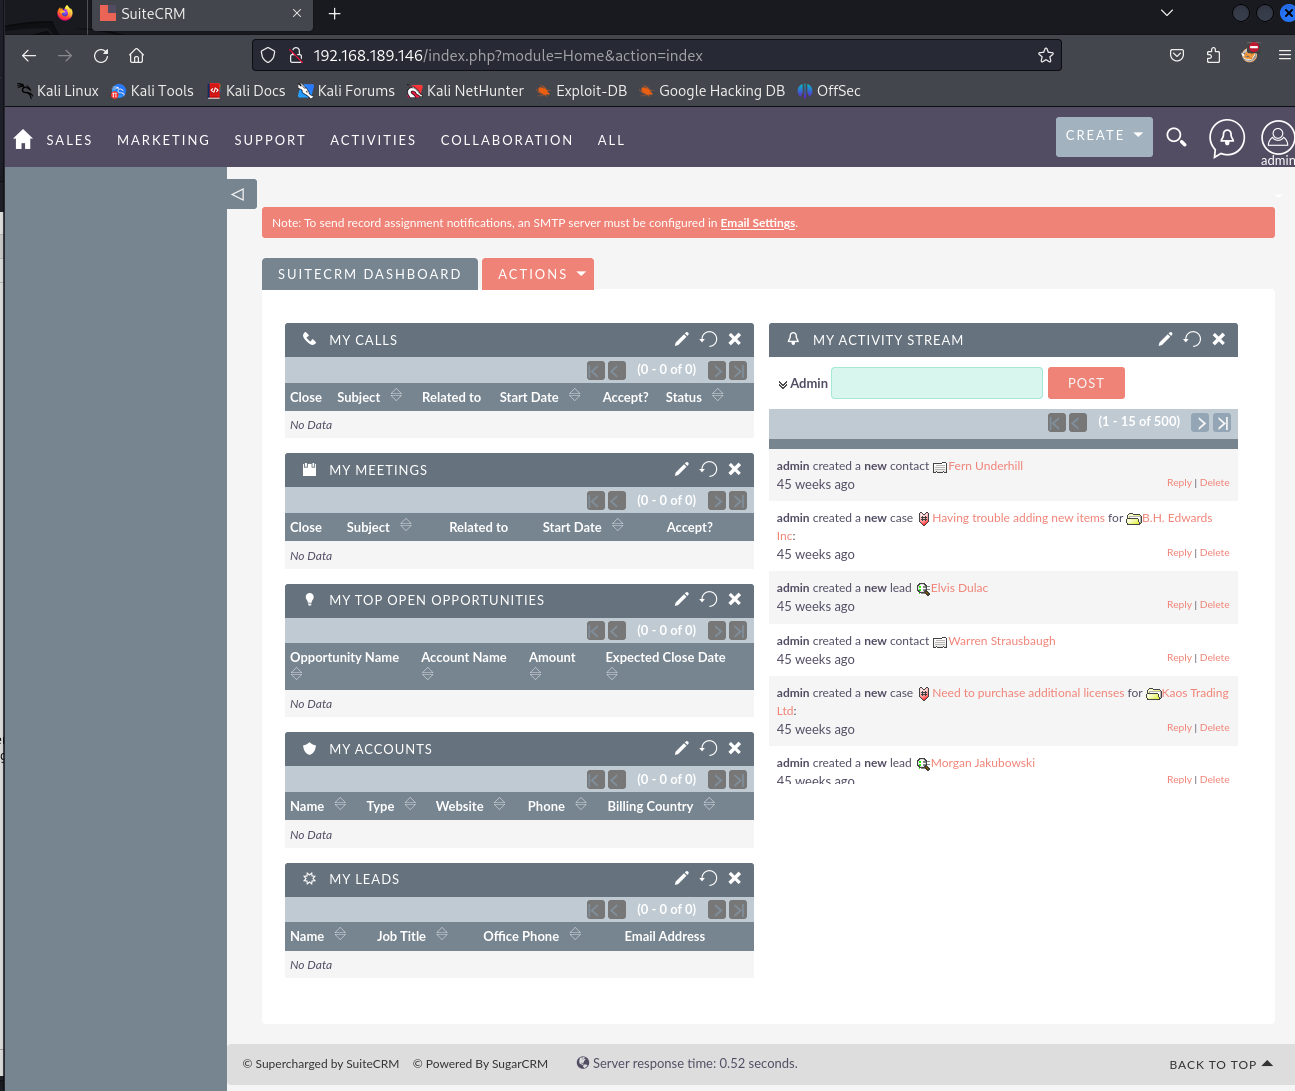 SuiteCRM
192.168.189.146/index.php?module=Home&action=index
Kali Linux Kali Tools Kali Docs Kali Forums Kali NetHunter Exploit-DB Google Hacking DB OffSec
SALES MARKETING SUPPORT ACTIVITIES COLLABORATION ALL CREATE
admin
Note: To send record assignment notifications, an SMTP server must be configured in Email Settings.
SUITECRM DASHBOARD ACTIONS
MY CALLS
(0 - 0 of 0)
Close Subject Related to Start Date Accept? Status
No Data
MY MEETINGS
(0 - 0 of 0)
Close Subject Related to Start Date Accept?
No Data
MY TOP OPEN OPPORTUNITIES
(0 - 0 of 0)
Opportunity Name Account Name Amount Expected Close Date
No Data
MY ACCOUNTS
(0 - 0 of 0)
Name Type Website Phone Billing Country
No Data
MY LEADS
(0 - 0 of 0)
Name Job Title Office Phone Email Address
No Data
MY ACTIVITY STREAM
Admin POST
(1 - 15 of 500)
admin created a new contact Fern Underhill
45 weeks ago Reply | Delete
admin created a new case Having trouble adding new items for B.H. Edwards
Inc:
45 weeks ago Reply | Delete
admin created a new lead Elvis Dulac
45 weeks ago Reply | Delete
admin created a new contact Warren Strausbaugh
45 weeks ago Reply | Delete
admin created a new case Need to purchase additional licenses for Kaos Trading
Ltd:
45 weeks ago Reply | Delete
admin created a new lead Morgan Jakubowski
45 weeks ago Reply | Delete
© Supercharged by SuiteCRM © Powered By SugarCRM Server response time: 0.52 seconds. BACK TO TOP